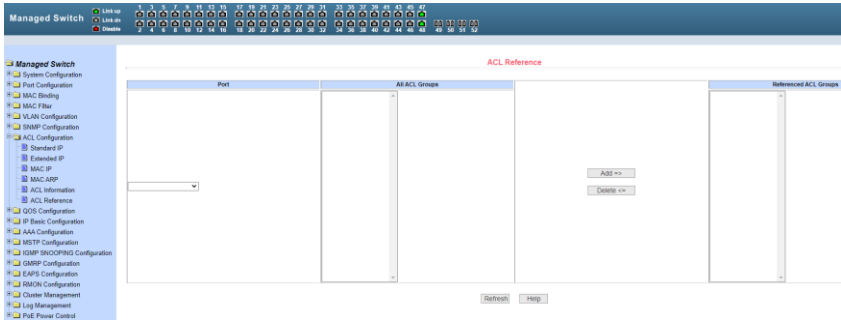 Managed Switch
Link up
Link dn
Disable
1 3 5 7 9 11 13 15 17 19 21 23 25 27 29 31 33 35 37 39 41 43 45 47
2 4 6 8 10 12 14 16 18 20 22 24 26 28 30 32 34 36 38 40 42 44 46 48 49 50 51 52
Managed Switch
System Configuration
Port Configuration
MAC Binding
MAC Filter
VLAN Configuration
SNMP Configuration
ACL Configuration
Standard IP
Extended IP
MAC IP
MAC ARP
ACL Information
ACL Reference
QOS Configuration
IP Basic Configuration
AAA Configuration
MSTP Configuration
IGMP SNOOPING Configuration
GMRP Configuration
EAPS Configuration
RMON Configuration
Cluster Management
Log Management
PoE Power Control
ACL Reference
Port All ACL Groups Referenced ACL Groups
Add =>
Delete <=
Refresh Help